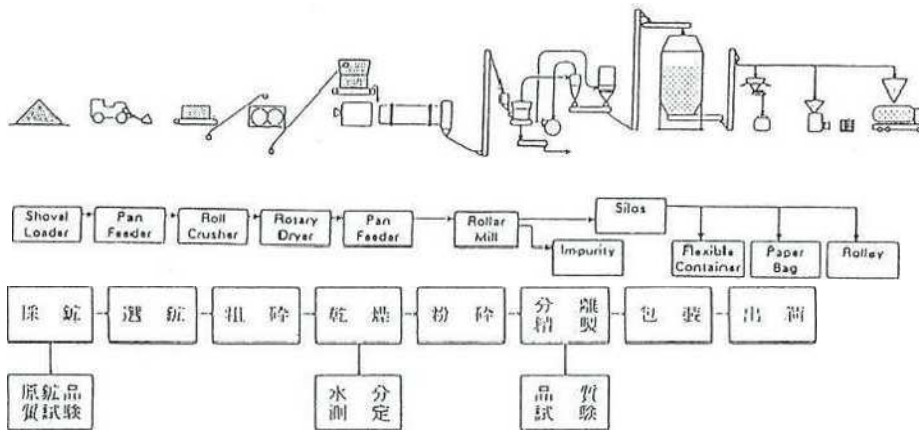 Shovel
Loader
Pan
Feeder
Roll
Crusher
Rotary
Dryer
Pan
Feeder
Roller
Mill
Silos
Impurity
Flexible
Container
Paper
Bag
Rolley
採 鉱
選 鉱
粗 砕
乾 燥
粉 砕
分 離
精 製
包 装
出 荷
原鉱品
質試験
水 分
測 定
品 質
試 験